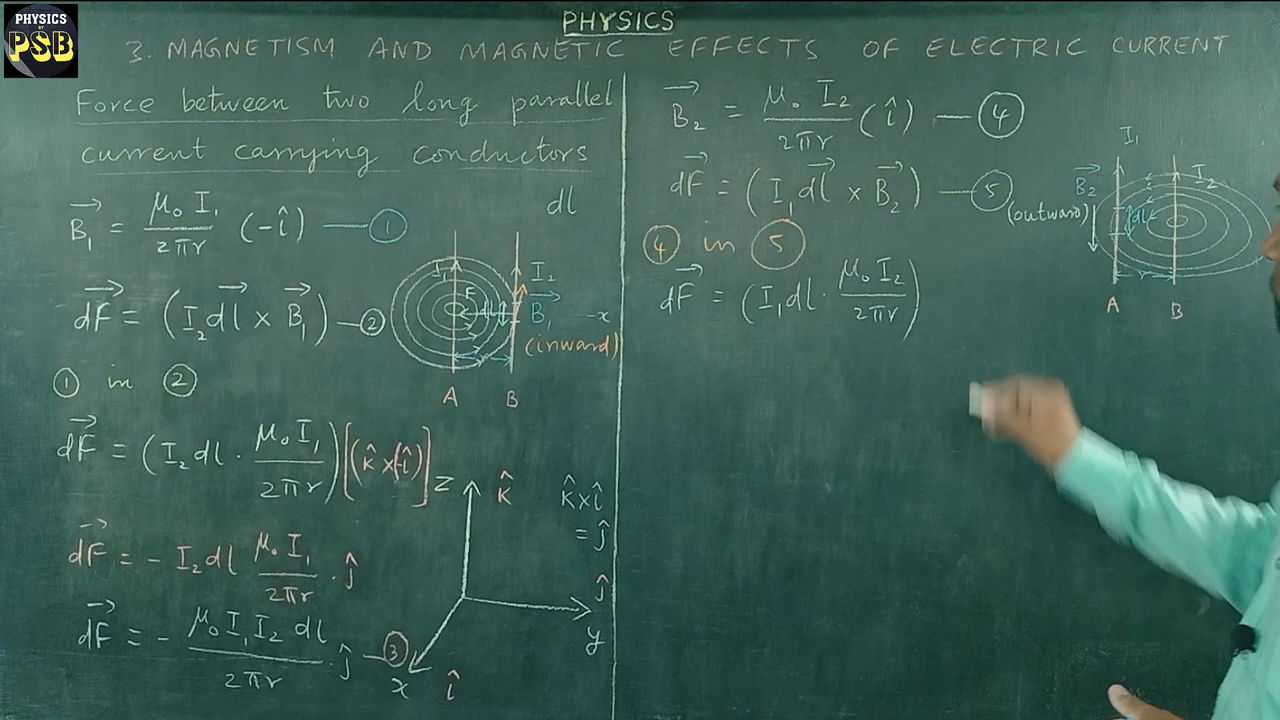 PHYSICS
BY
PSB
PHYSICS
3. MAGNETISM AND MAGNETIC EFFECTS OF ELECTRIC CURRENT
Force between two long parallel
current carrying conductors
B₁⃗ = μ₀ I₁ / 2πr (-î) — ①
dF⃗ = (I₂ dl⃗ × B₁⃗) — ②
① in ②
dF⃗ = (I₂ dl · μ₀ I₁ / 2πr) [(k̂ × (-î)]
dF⃗ = - I₂ dl μ₀ I₁ / 2πr · ĵ
dF⃗ = - μ₀ I₁ I₂ dl / 2πr · ĵ — ③
dl
I₁
I₂
F
dl
B₁⃗
-x
r
(inward)
A B
Z
k̂
k̂ × î
= ĵ
ĵ
y
x
î
B₂⃗ = μ₀ I₂ / 2πr (î) — ④
dF⃗ = (I₁ dl⃗ × B₂⃗) — ⑤
④ in ⑤
dF⃗ = (I₁ dl · μ₀ I₂ / 2πr)
I₁
I₂
B₂⃗
(outward)
dl
r
A B